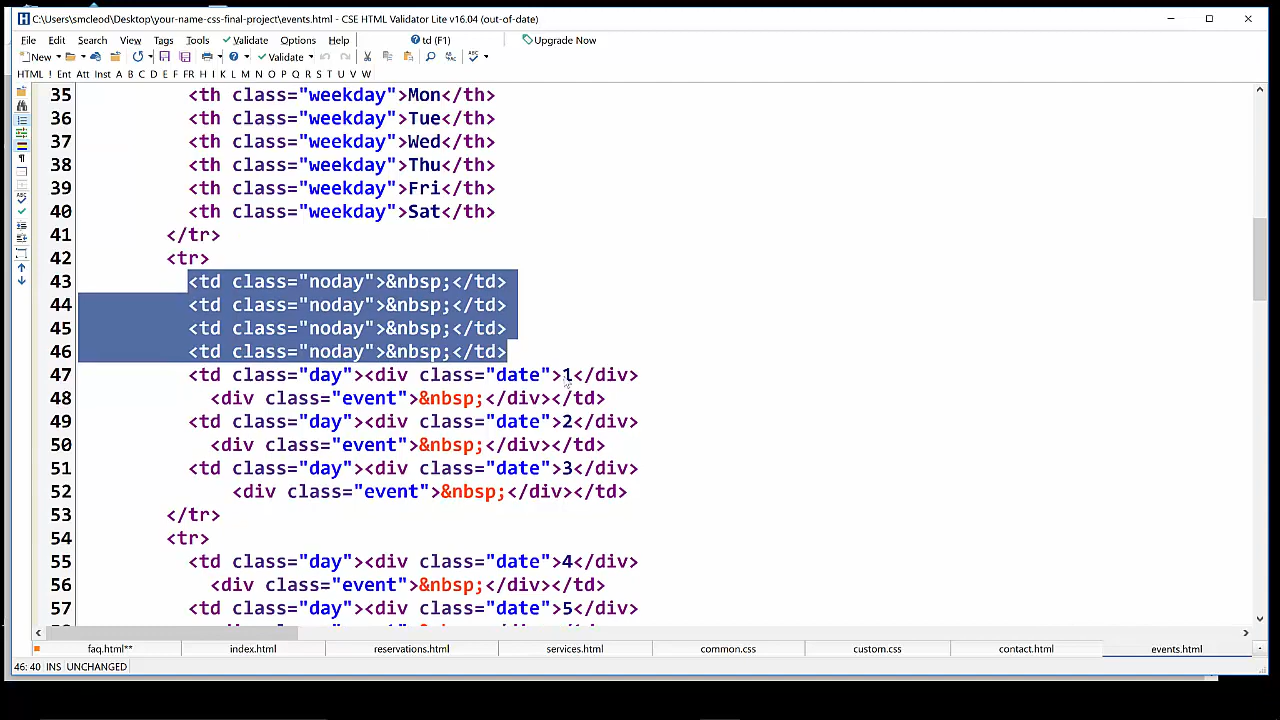 C:\Users\smcleod\Desktop\your-name-css-final-project\events.html - CSE HTML Validator Lite v16.04 (out-of-date)
File Edit Search View Tags Tools Validate Options Help td (F1) Upgrade Now
New Validate
HTML ! Ent Att Inst A B C D E F FR H I K L M N O P Q R S T U V W
35 <th class="weekday">Mon</th>
36 <th class="weekday">Tue</th>
37 <th class="weekday">Wed</th>
38 <th class="weekday">Thu</th>
39 <th class="weekday">Fri</th>
40 <th class="weekday">Sat</th>
41 </tr>
42 <tr>
43 <td class="noday">&nbsp;</td>
44 <td class="noday">&nbsp;</td>
45 <td class="noday">&nbsp;</td>
46 <td class="noday">&nbsp;</td>
47 <td class="day"><div class="date">1</div>
48 <div class="event">&nbsp;</div></td>
49 <td class="day"><div class="date">2</div>
50 <div class="event">&nbsp;</div></td>
51 <td class="day"><div class="date">3</div>
52 <div class="event">&nbsp;</div></td>
53 </tr>
54 <tr>
55 <td class="day"><div class="date">4</div>
56 <div class="event">&nbsp;</div></td>
57 <td class="day"><div class="date">5</div>
faq.html** index.html reservations.html services.html common.css custom.css contact.html events.html
46: 40 INS UNCHANGED